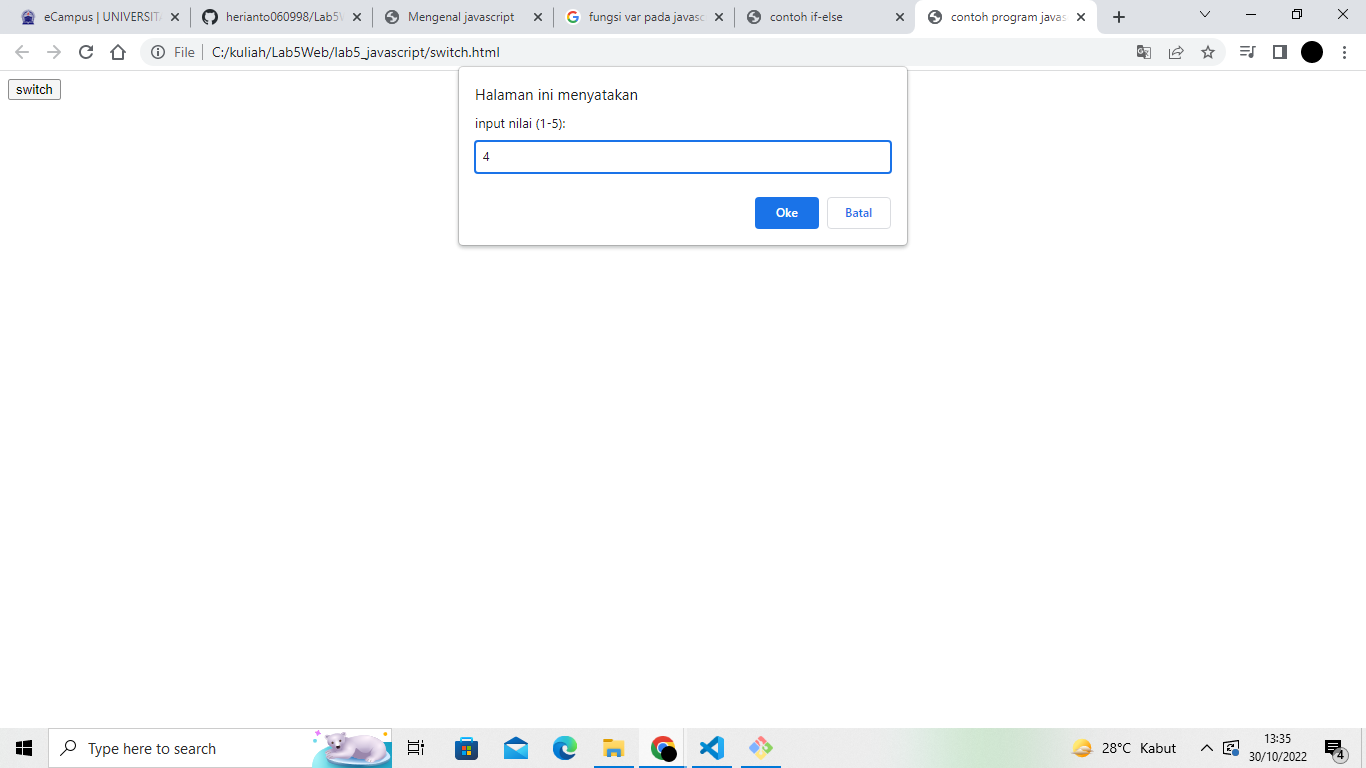 eCampus | UNIVERSITA
herianto060998/Lab5W
Mengenal javascript
fungsi var pada javasc
contoh if-else
contoh program javas
File
C:/kuliah/Lab5Web/lab5_javascript/switch.html
switch
Halaman ini menyatakan
input nilai (1-5):
4
Oke
Batal
Type here to search
28°C Kabut
13:35
30/10/2022
4